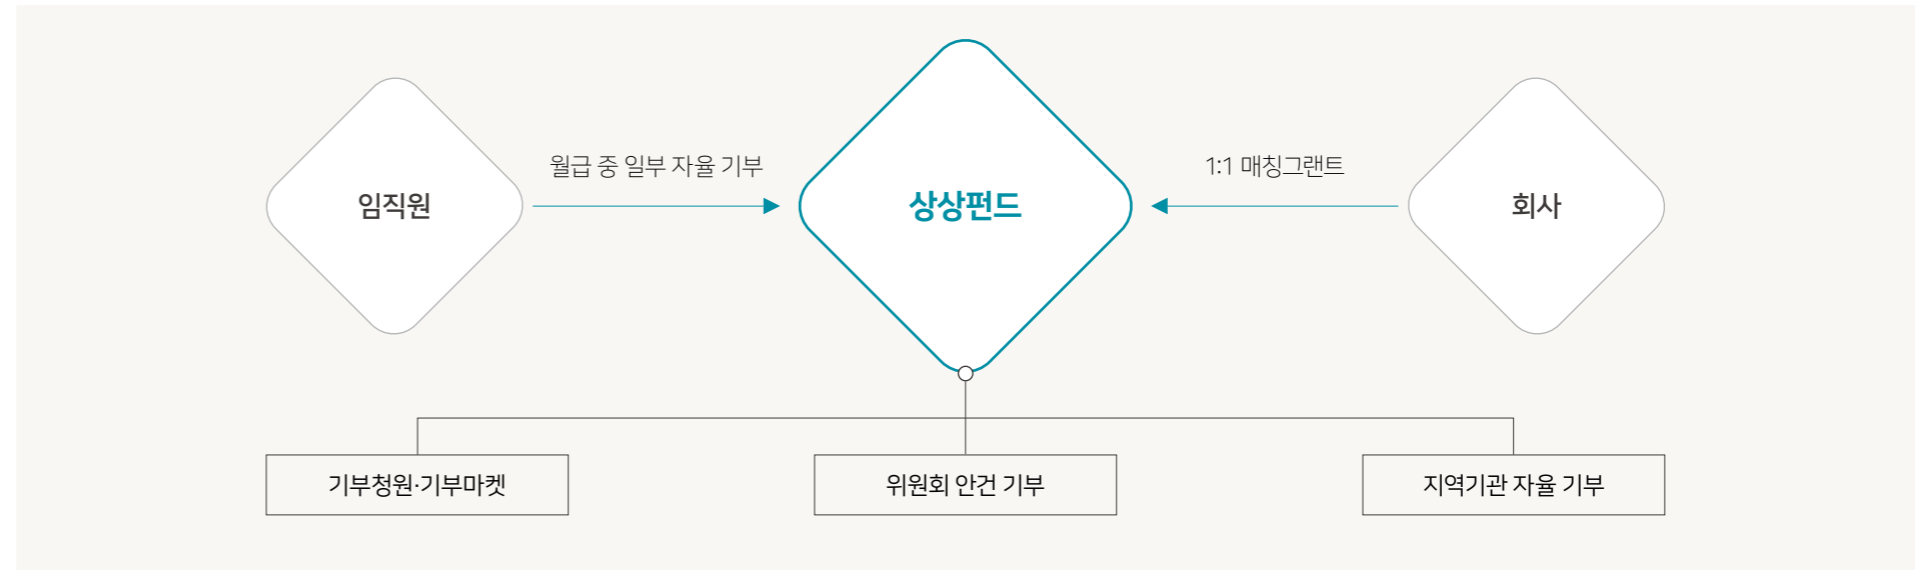 월급 중 일부 자율 기부
1:1 매칭그랜트
임직원
상상펀드
회사
기부청원·기부마켓
위원회 안건 기부
지역기관 자율 기부